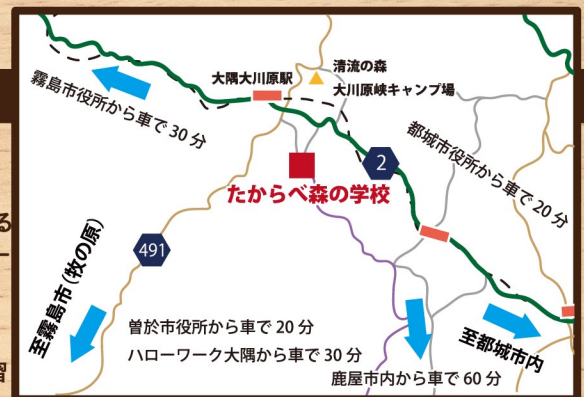 霧島市役所から車で30分
大隅大川原駅
清流の森
大川原峡キャンプ場
2
都城市役所から車で20分
たからべ森の学校
491
至霧島市(牧の原)
曽於市役所から車で20分
ハローワーク大隅から車で30分
鹿屋市内から車で60分
至都城市内
る